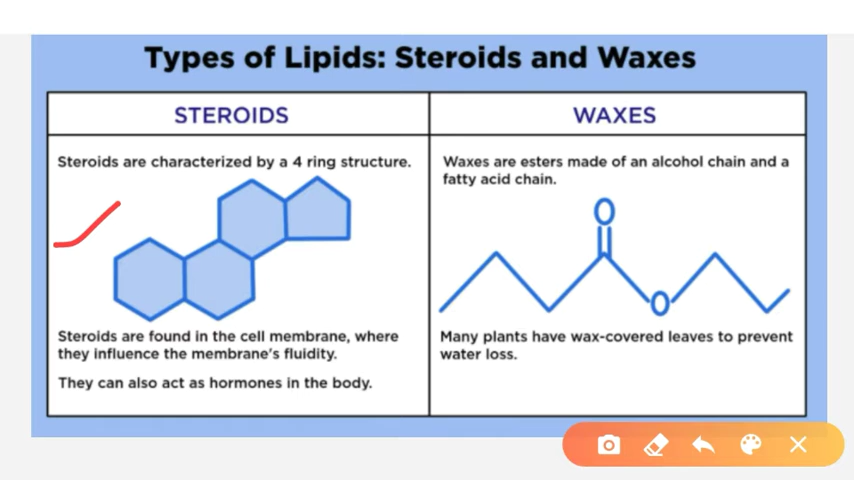 Types of Lipids: Steroids and Waxes
STEROIDS
Steroids are characterized by a 4 ring structure.
Steroids are found in the cell membrane, where
they influence the membrane's fluidity.
They can also act as hormones in the body.
WAXES
Waxes are esters made of an alcohol chain and a
fatty acid chain.
O
O
Many plants have wax-covered leaves to prevent
water loss.